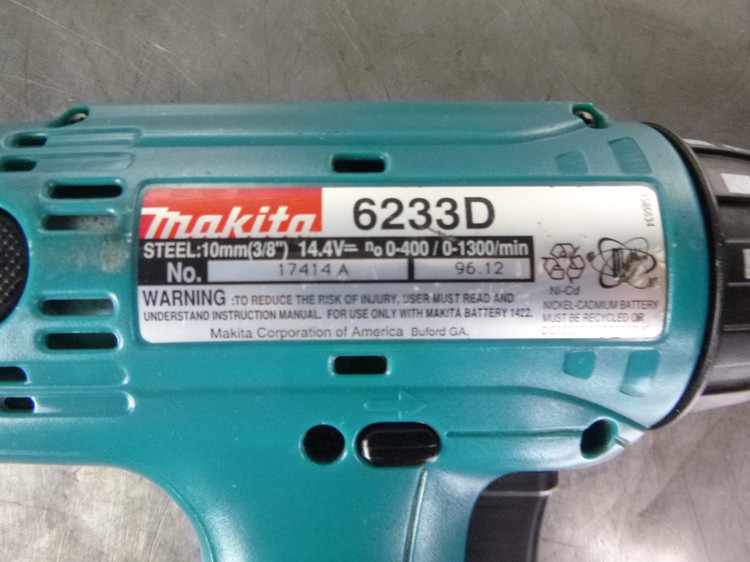 makita 6233D
STEEL:10mm(3/8") 14.4V⎓ no 0-400 / 0-1300/min
No. 17414 A 96.12
WARNING :TO REDUCE THE RISK OF INJURY, USER MUST READ AND
UNDERSTAND INSTRUCTION MANUAL. FOR USE ONLY WITH MAKITA BATTERY 1422.
Makita Corporation of America Buford GA.
Ni-Cd
NICKEL-CADMIUM BATTERY
MUST BE RECYCLED OR